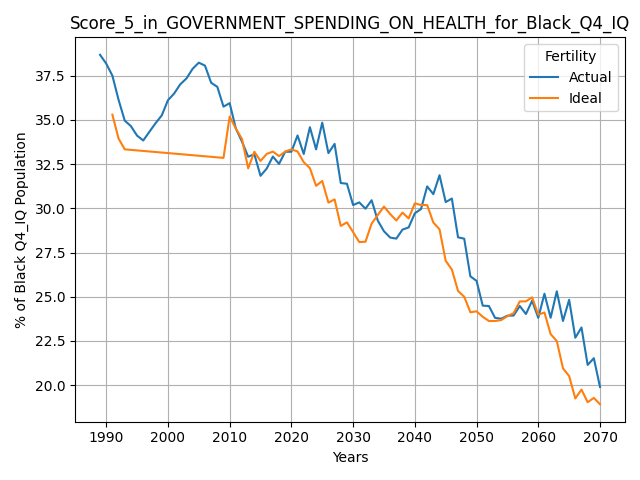 Score_5_in_GOVERNMENT_SPENDING_ON_HEALTH_for_Black_Q4_IQ
Fertility
Actual
Ideal
% of Black Q4_IQ Population
37.5
35.0
32.5
30.0
27.5
25.0
22.5
20.0
1990 2000 2010 2020 2030 2040 2050 2060 2070
Years